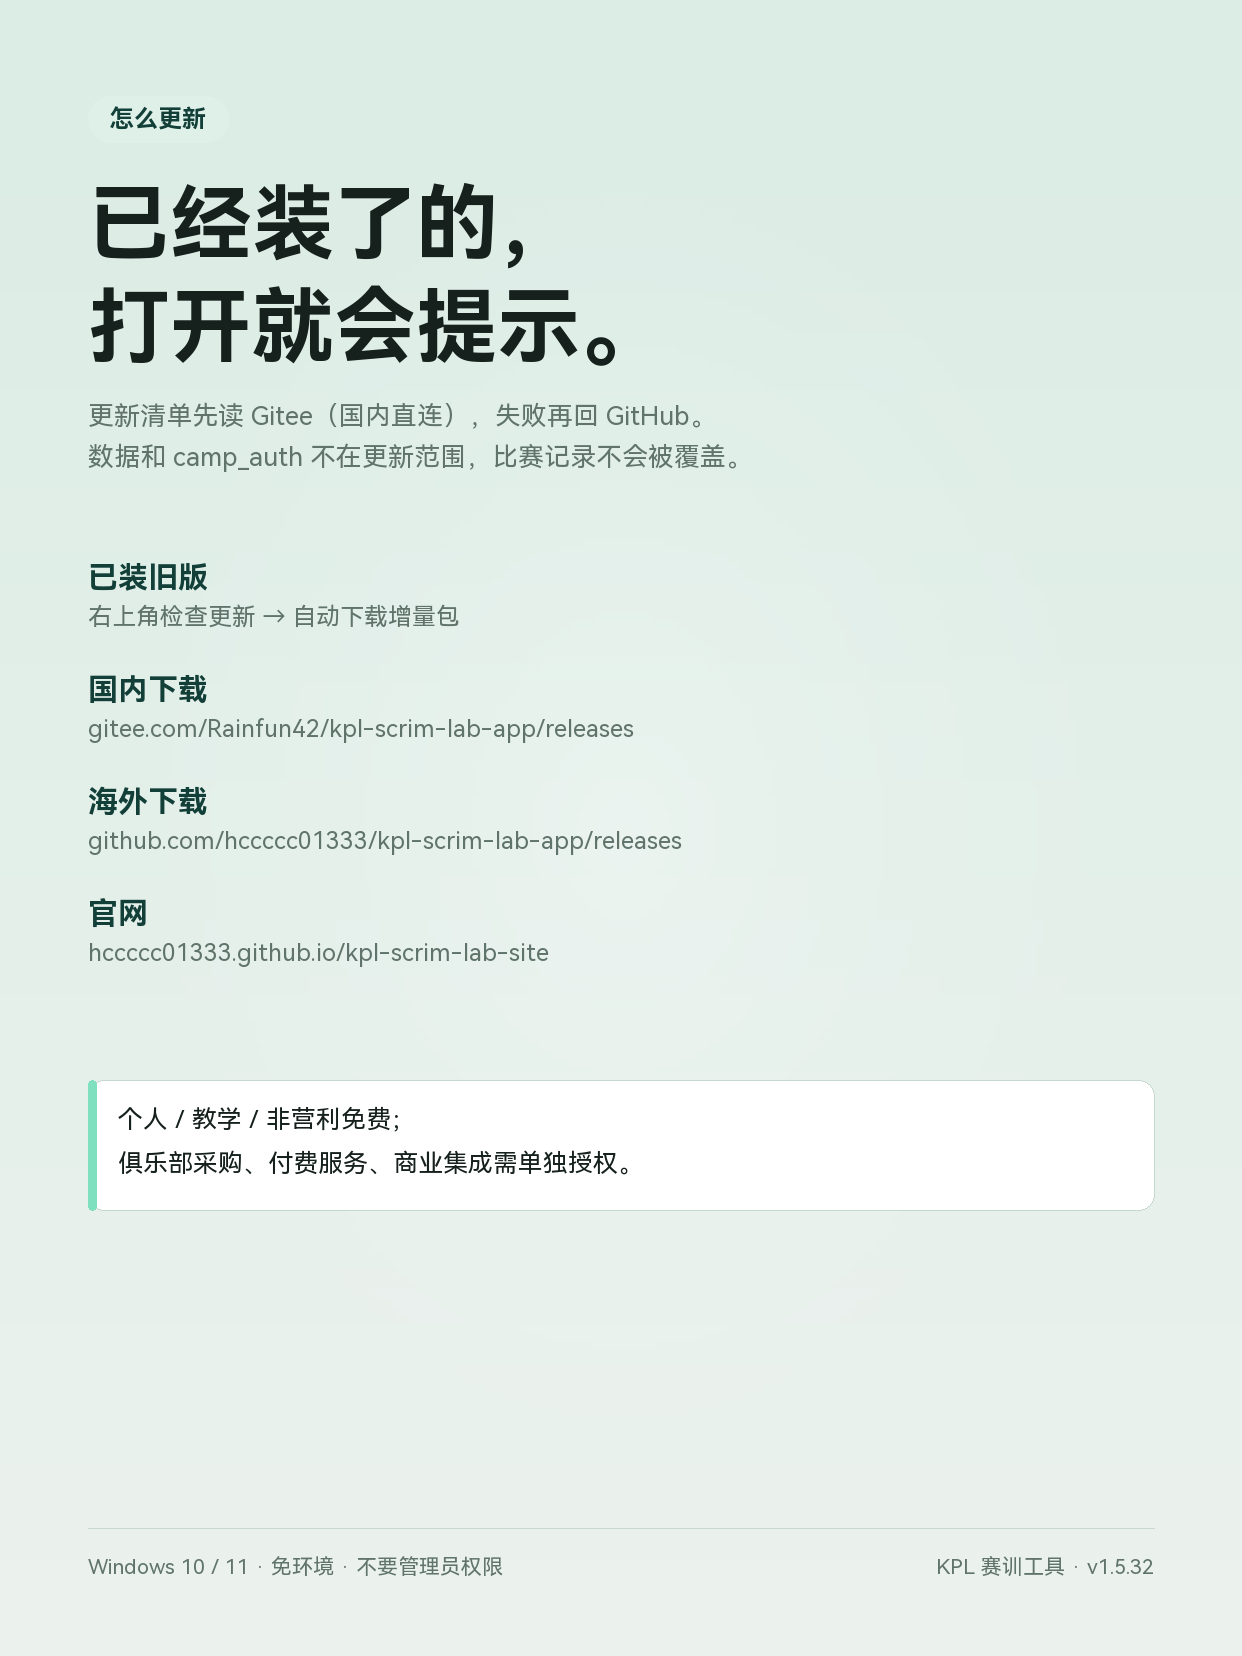 怎么更新
已经装了的，
打开就会提示。
更新清单先读 Gitee（国内直连），失败再回 GitHub。
数据和 camp_auth 不在更新范围，比赛记录不会被覆盖。
已装旧版
右上角检查更新 → 自动下载增量包
国内下载
gitee.com/Rainfun42/kpl-scrim-lab-app/releases
海外下载
github.com/hccccc01333/kpl-scrim-lab-app/releases
官网
hccccc01333.github.io/kpl-scrim-lab-site
个人 / 教学 / 非营利免费；
俱乐部采购、付费服务、商业集成需单独授权。
Windows 10 / 11 · 免环境 · 不要管理员权限
KPL 赛训工具 · v1.5.32